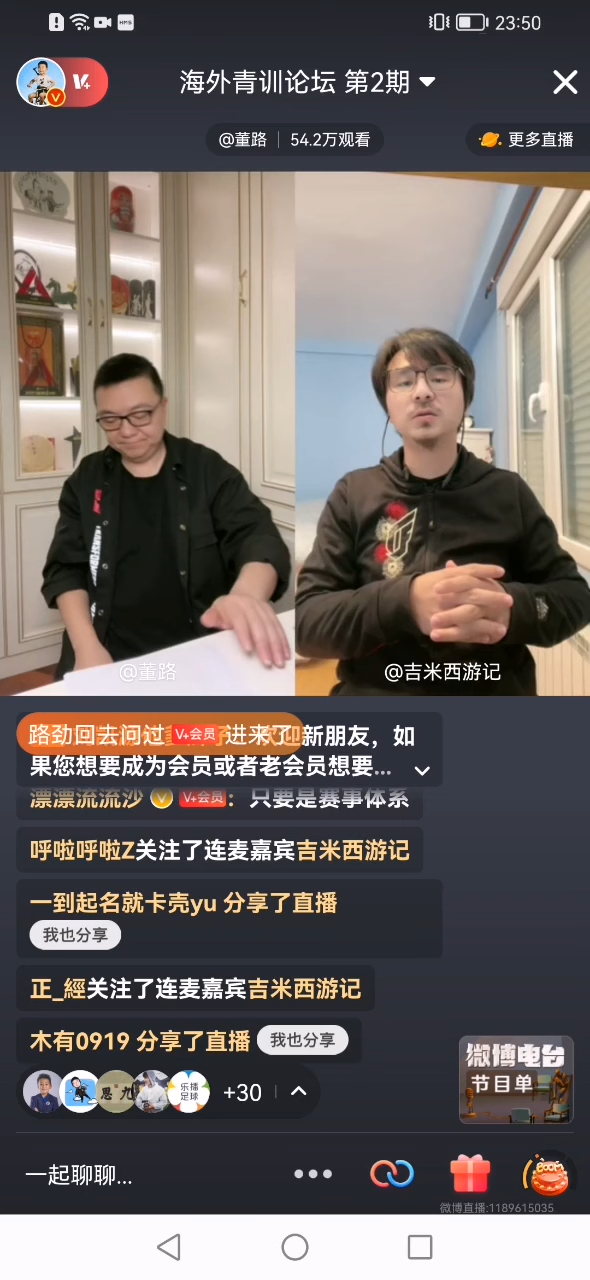 23:50
V4
海外青训论坛 第2期
@董路 54.2万观看
更多直播
@董路
@吉米西游记
路劲回去问过 V+会员 进来了
新朋友，如
果您想要成为会员或者老会员想要...
漂漂流流沙 V+会员：只要是赛事体系
呼啦呼啦Z关注了连麦嘉宾吉米西游记
一到起名就卡壳yu 分享了直播
我也分享
正_經关注了连麦嘉宾吉米西游记
木有0919 分享了直播 我也分享
乐播
足球
+30
微博电台
节目单
一起聊聊...
微博直播:1189615035